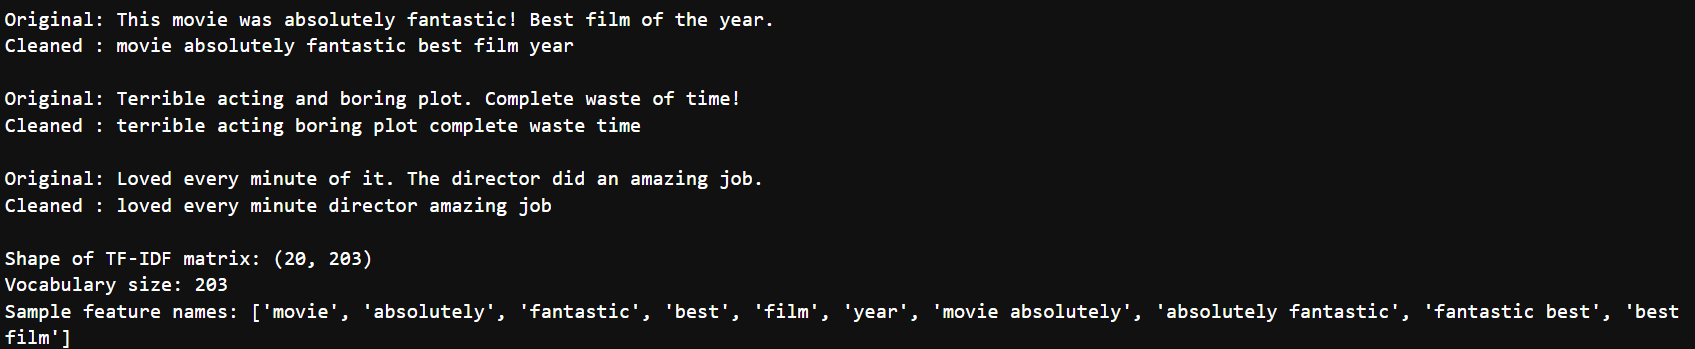 Original: This movie was absolutely fantastic! Best film of the year.
Cleaned : movie absolutely fantastic best film year
Original: Terrible acting and boring plot. Complete waste of time!
Cleaned : terrible acting boring plot complete waste time
Original: Loved every minute of it. The director did an amazing job.
Cleaned : loved every minute director amazing job
Shape of TF-IDF matrix: (20, 203)
Vocabulary size: 203
Sample feature names: ['movie', 'absolutely', 'fantastic', 'best', 'film', 'year', 'movie absolutely', 'absolutely fantastic', 'fantastic best', 'best
film']